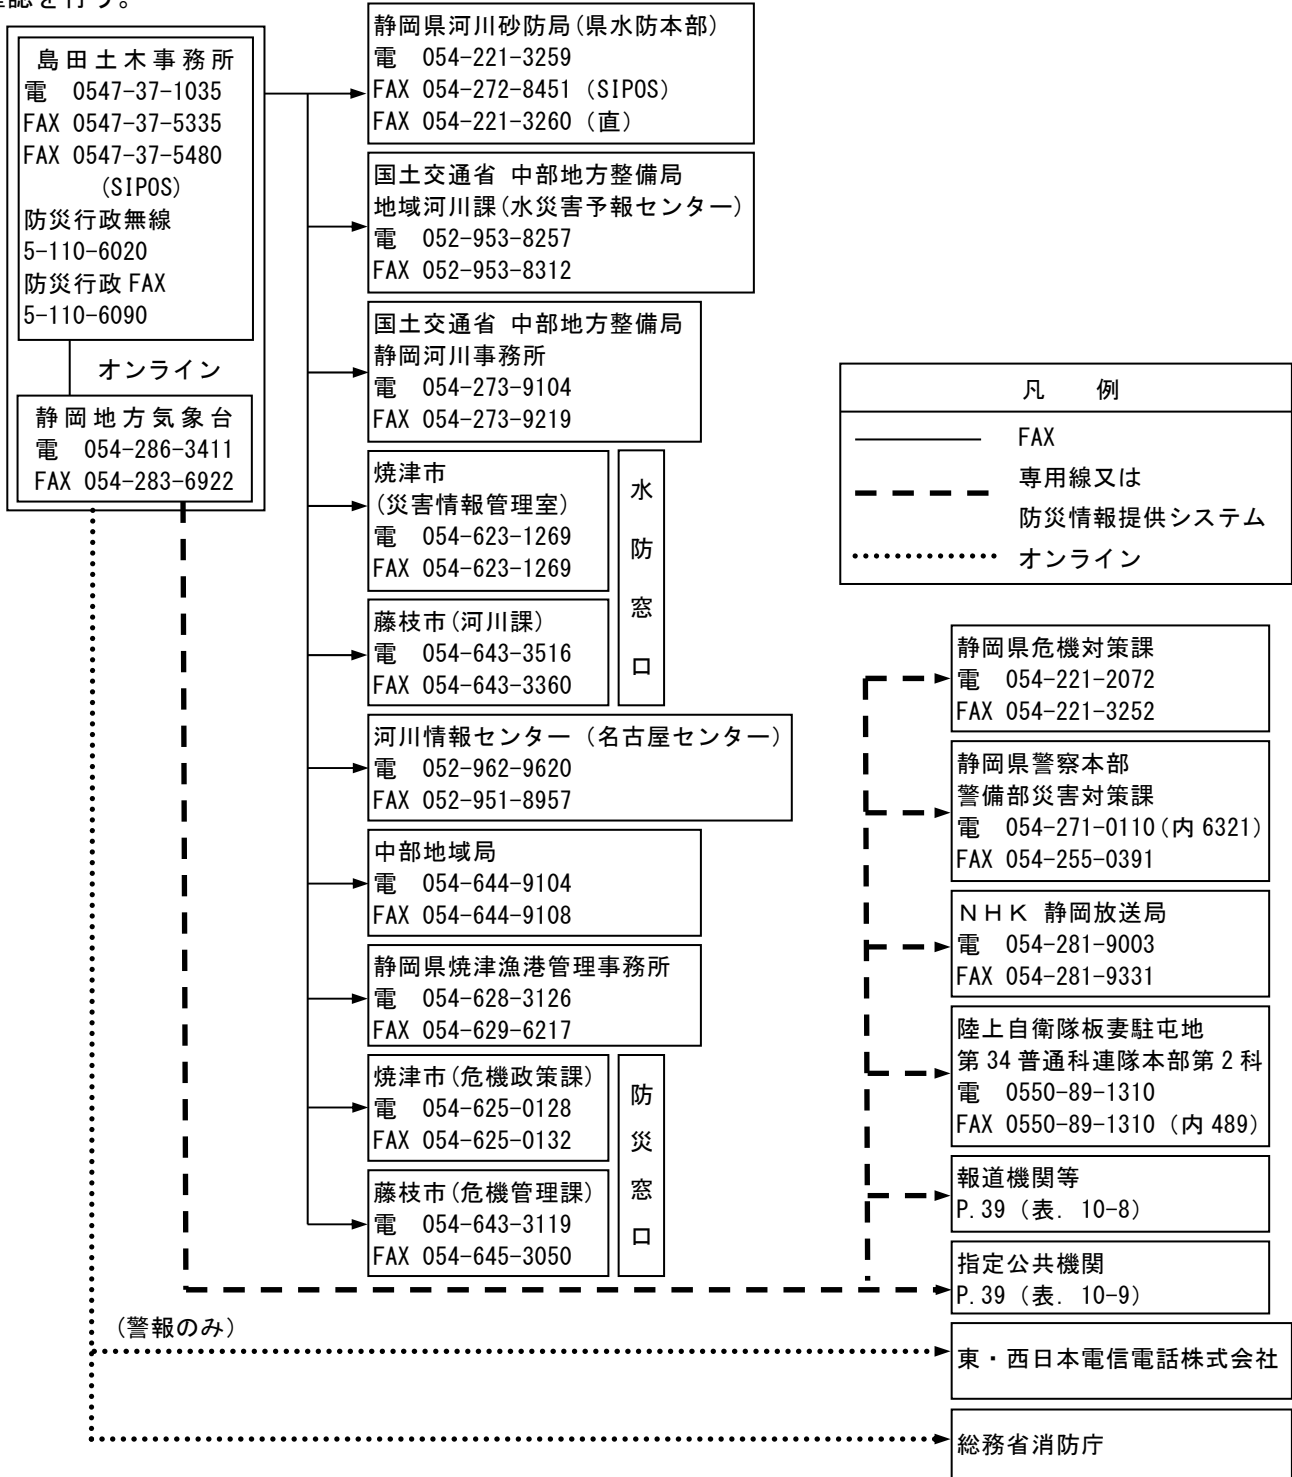 確認を行う。
島田土木事務所
電 0547-37-1035
FAX 0547-37-5335
FAX 0547-37-5480
(SIPOS)
防災行政無線
5-110-6020
防災行政 FAX
5-110-6090
オンライン
静岡地方気象台
電 054-286-3411
FAX 054-283-6922
静岡県河川砂防局(県水防本部)
電 054-221-3259
FAX 054-272-8451 (SIPOS)
FAX 054-221-3260 (直)
国土交通省 中部地方整備局
地域河川課(水災害予報センター)
電 052-953-8257
FAX 052-953-8312
国土交通省 中部地方整備局
静岡河川事務所
電 054-273-9104
FAX 054-273-9219
焼津市
(災害情報管理室)
電 054-623-1269
FAX 054-623-1269
藤枝市(河川課)
電 054-643-3516
FAX 054-643-3360
水防窓口
河川情報センター (名古屋センター)
電 052-962-9620
FAX 052-951-8957
中部地域局
電 054-644-9104
FAX 054-644-9108
静岡県焼津漁港管理事務所
電 054-628-3126
FAX 054-629-6217
焼津市(危機政策課)
電 054-625-0128
FAX 054-625-0132
藤枝市(危機管理課)
電 054-643-3119
FAX 054-645-3050
防災窓口
凡 例
FAX
専用線又は
防災情報提供システム
オンライン
静岡県危機対策課
電 054-221-2072
FAX 054-221-3252
静岡県警察本部
警備部災害対策課
電 054-271-0110(内 6321)
FAX 054-255-0391
NHK 静岡放送局
電 054-281-9003
FAX 054-281-9331
陸上自衛隊板妻駐屯地
第 34 普通科連隊本部第 2 科
電 0550-89-1310
FAX 0550-89-1310 (内 489)
報道機関等
P.39 (表. 10-8)
指定公共機関
P.39 (表. 10-9)
(警報のみ)
東・西日本電信電話株式会社
総務省消防庁